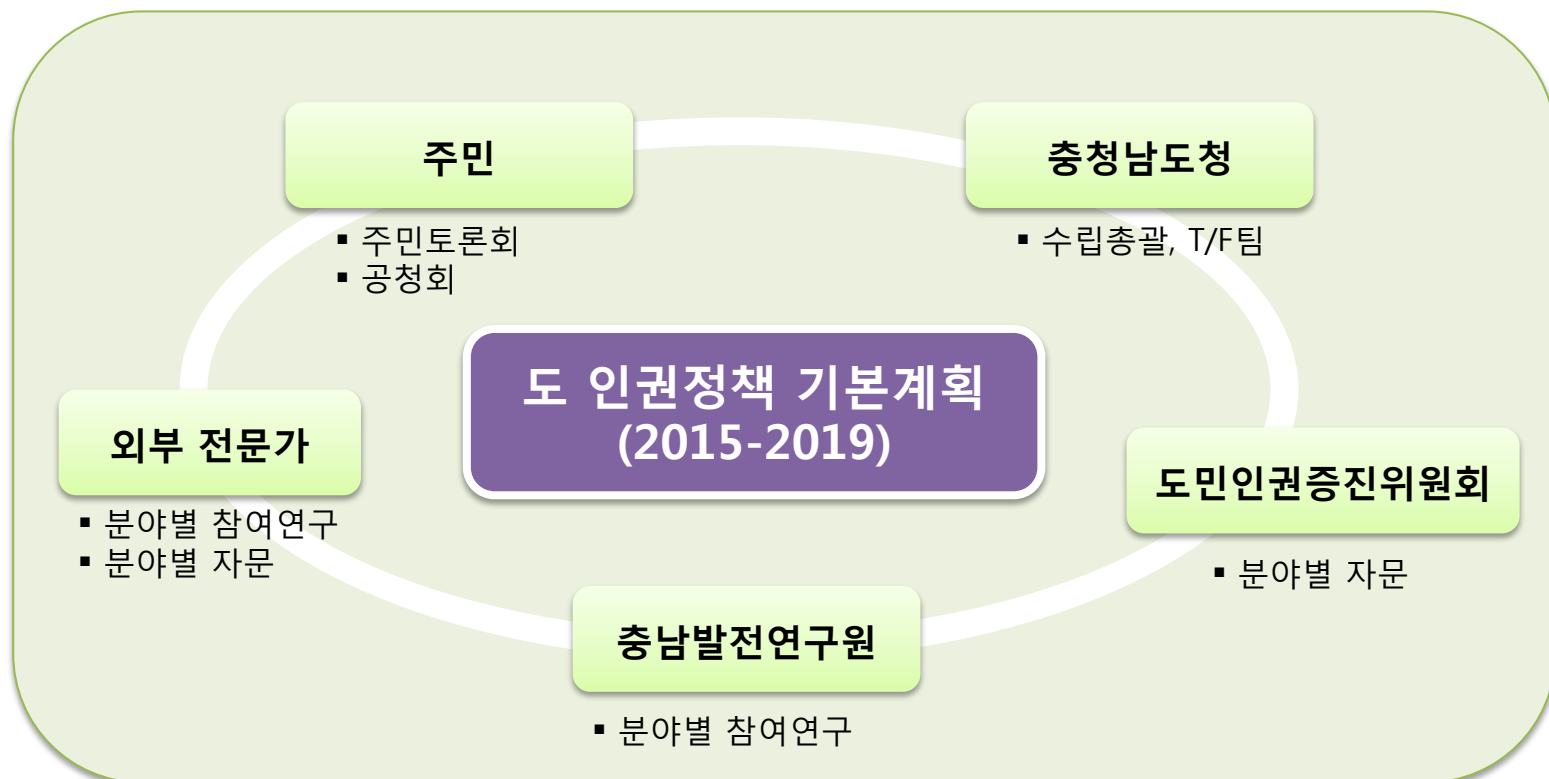 주민
▪ 주민토론회
▪ 공청회
충청남도청
▪ 수립총괄, T/F팀
도 인권정책 기본계획
(2015-2019)
외부 전문가
▪ 분야별 참여연구
▪ 분야별 자문
도민인권증진위원회
▪ 분야별 자문
충남발전연구원
▪ 분야별 참여연구